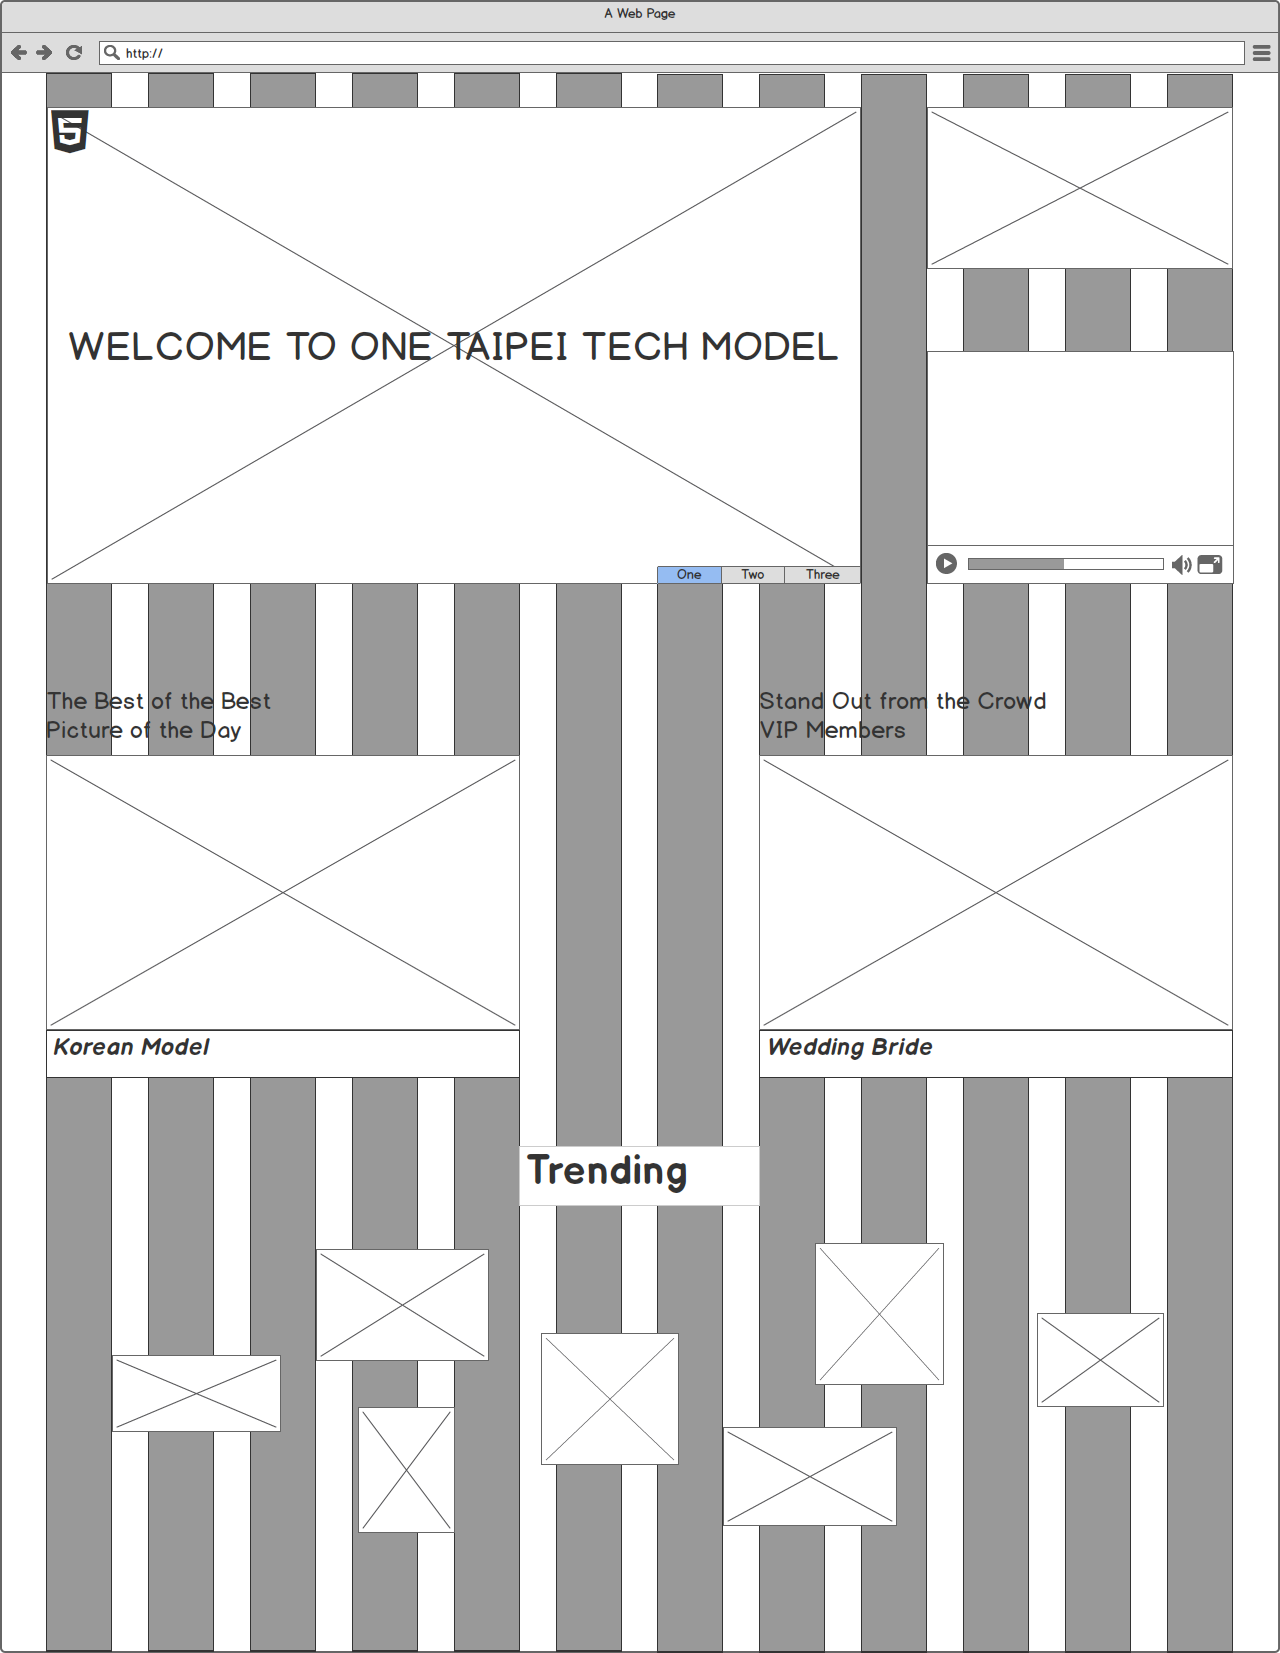 A Web Page
http://
5
WELCOME TO ONE TAIPEI TECH MODEL
One Two Three
The Best of the Best
Picture of the Day
Stand Out from the Crowd
VIP Members
Korean Model
Wedding Bride
Trending